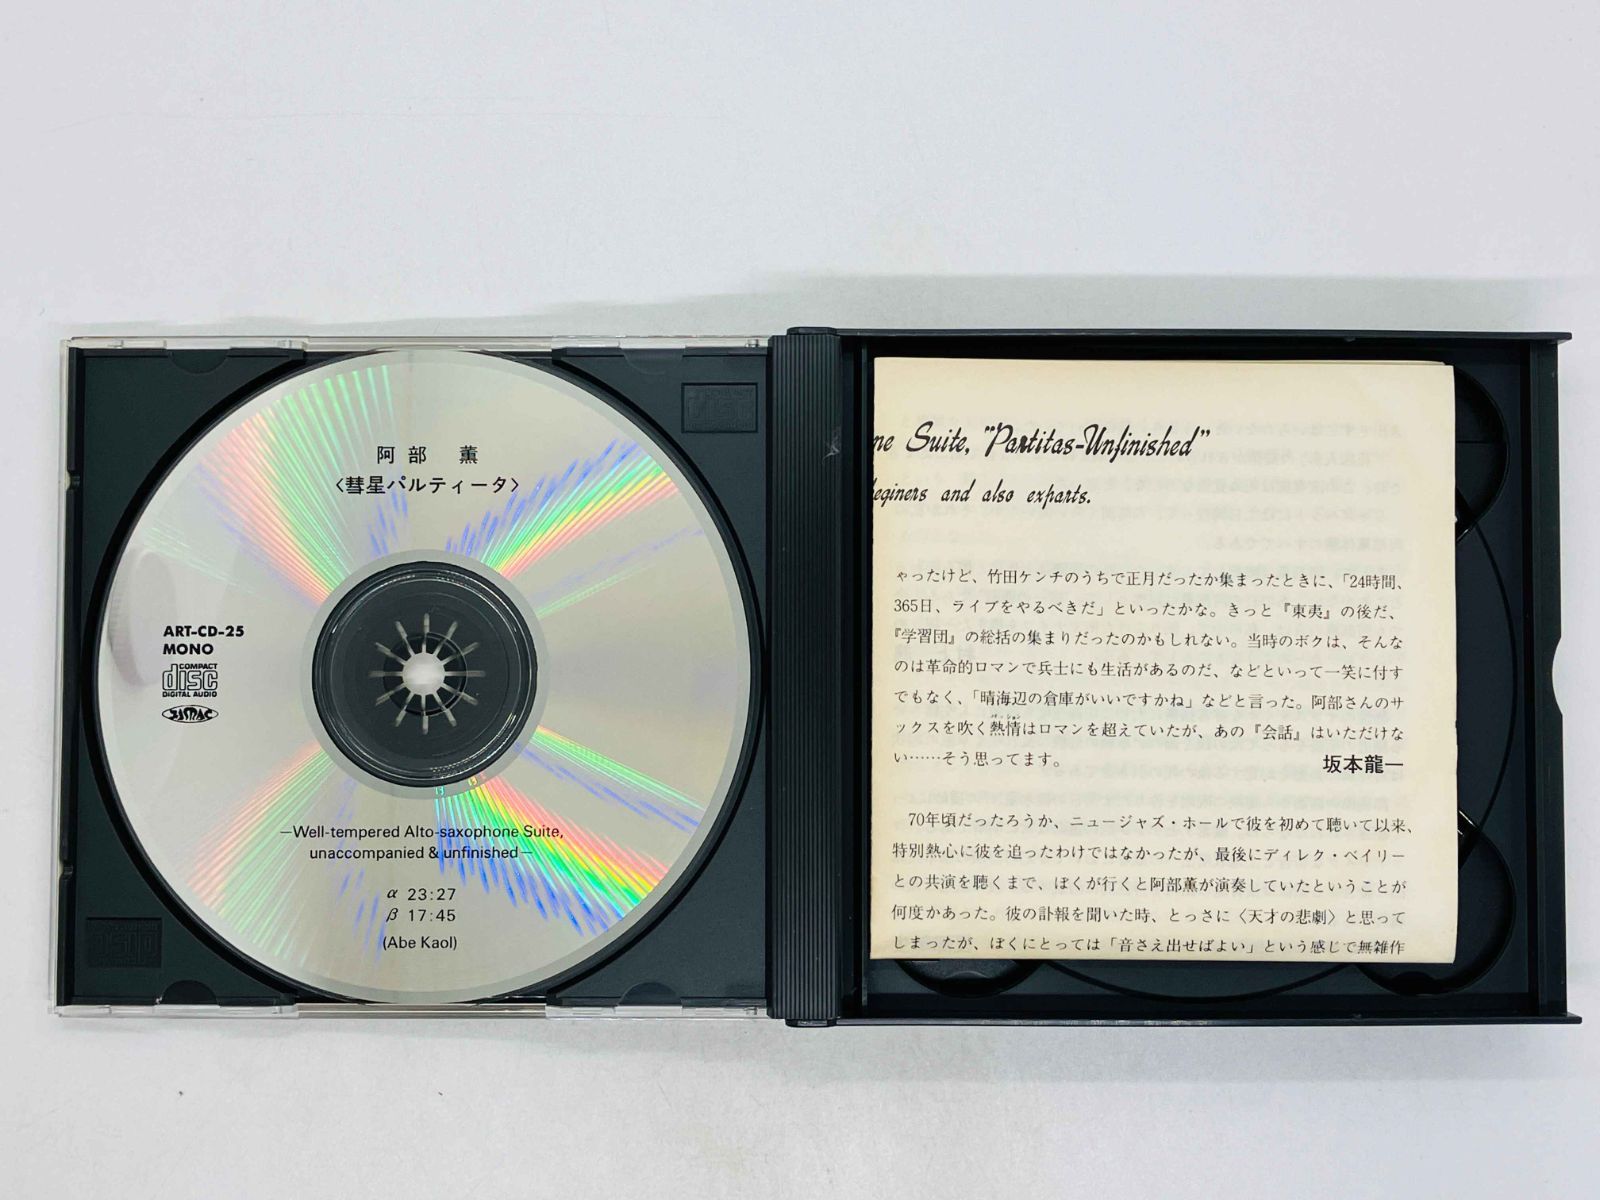 阿部 薫
〈彗星パルティータ〉
ART-CD-25
MONO
COMPACT
disc
DIGITAL AUDIO
—Well-tempered Alto-saxophone Suite,
unaccompanied & unfinished—
α 23:27
β 17:45
(Abe Kaol)
ne Suite, "Partitas-Unfinished"
beginers and also exparts.
ゃったけど、竹田ケンチのうちで正月だったか集まったときに、「24時間、
365日、ライブをやるべきだ」といったかな。きっと『東夷』の後だ、
『学習団』の総括の集まりだったのかもしれない。当時のボクは、そんな
のは革命的ロマンで兵士にも生活があるのだ、などといって一笑に付す
でもなく、「晴海辺の倉庫がいいですかね」などと言った。阿部さんのサ
ックスを吹く熱情はロマンを超えていたが、あの『会話』はいただけな
い……そう思ってます。
坂本龍一
70年頃だったろうか、ニュージャズ・ホールで彼を初めて聴いて以来、
特別熱心に彼を追ったわけではなかったが、最後にディレク・ベイリー
との共演を聴くまで、ぼくが行くと阿部薫が演奏していたということが
何度かあった。彼の訃報を聞いた時、とっさに〈天才の悲劇〉と思って
しまったが、ぼくにとっては「音さえ出せばよい」という感じで無雑作